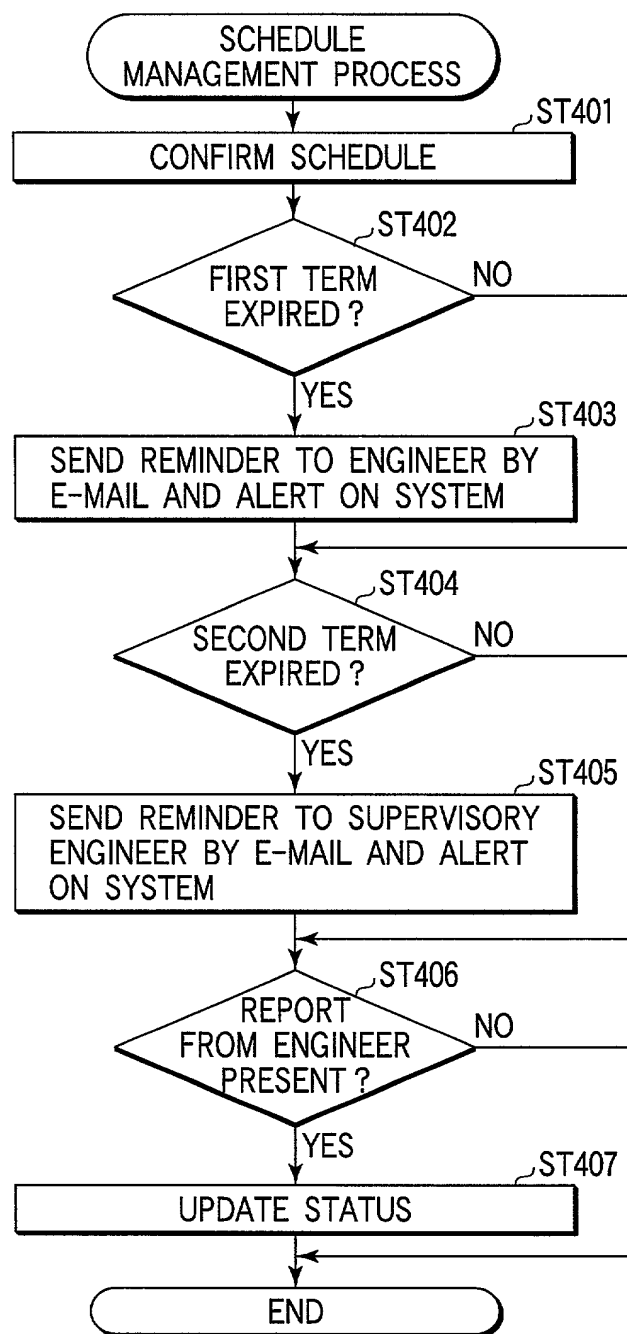 SCHEDULE
MANAGEMENT PROCESS
ST401
CONFIRM SCHEDULE
ST402
FIRST TERM
EXPIRED?
NO
YES
ST403
SEND REMINDER TO ENGINEER BY
E-MAIL AND ALERT ON SYSTEM
ST404
SECOND TERM
EXPIRED?
NO
YES
ST405
SEND REMINDER TO SUPERVISORY
ENGINEER BY E-MAIL AND ALERT
ON SYSTEM
ST406
REPORT
FROM ENGINEER
PRESENT?
NO
YES
ST407
UPDATE STATUS
END